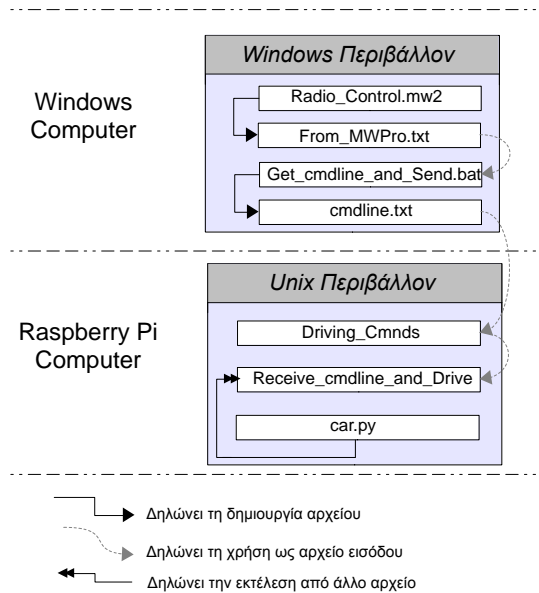 Windows Περιβάλλον
Windows
Computer
Radio_Control.mw2
From_MWPro.txt
Get_cmdline_and_Send.bat
cmdline.txt
Unix Περιβάλλον
Raspberry Pi
Computer
Driving_Cmnds
Receive_cmdline_and_Drive
car.py
Δηλώνει τη δημιουργία αρχείου
Δηλώνει τη χρήση ως αρχείο εισόδου
Δηλώνει την εκτέλεση από άλλο αρχείο